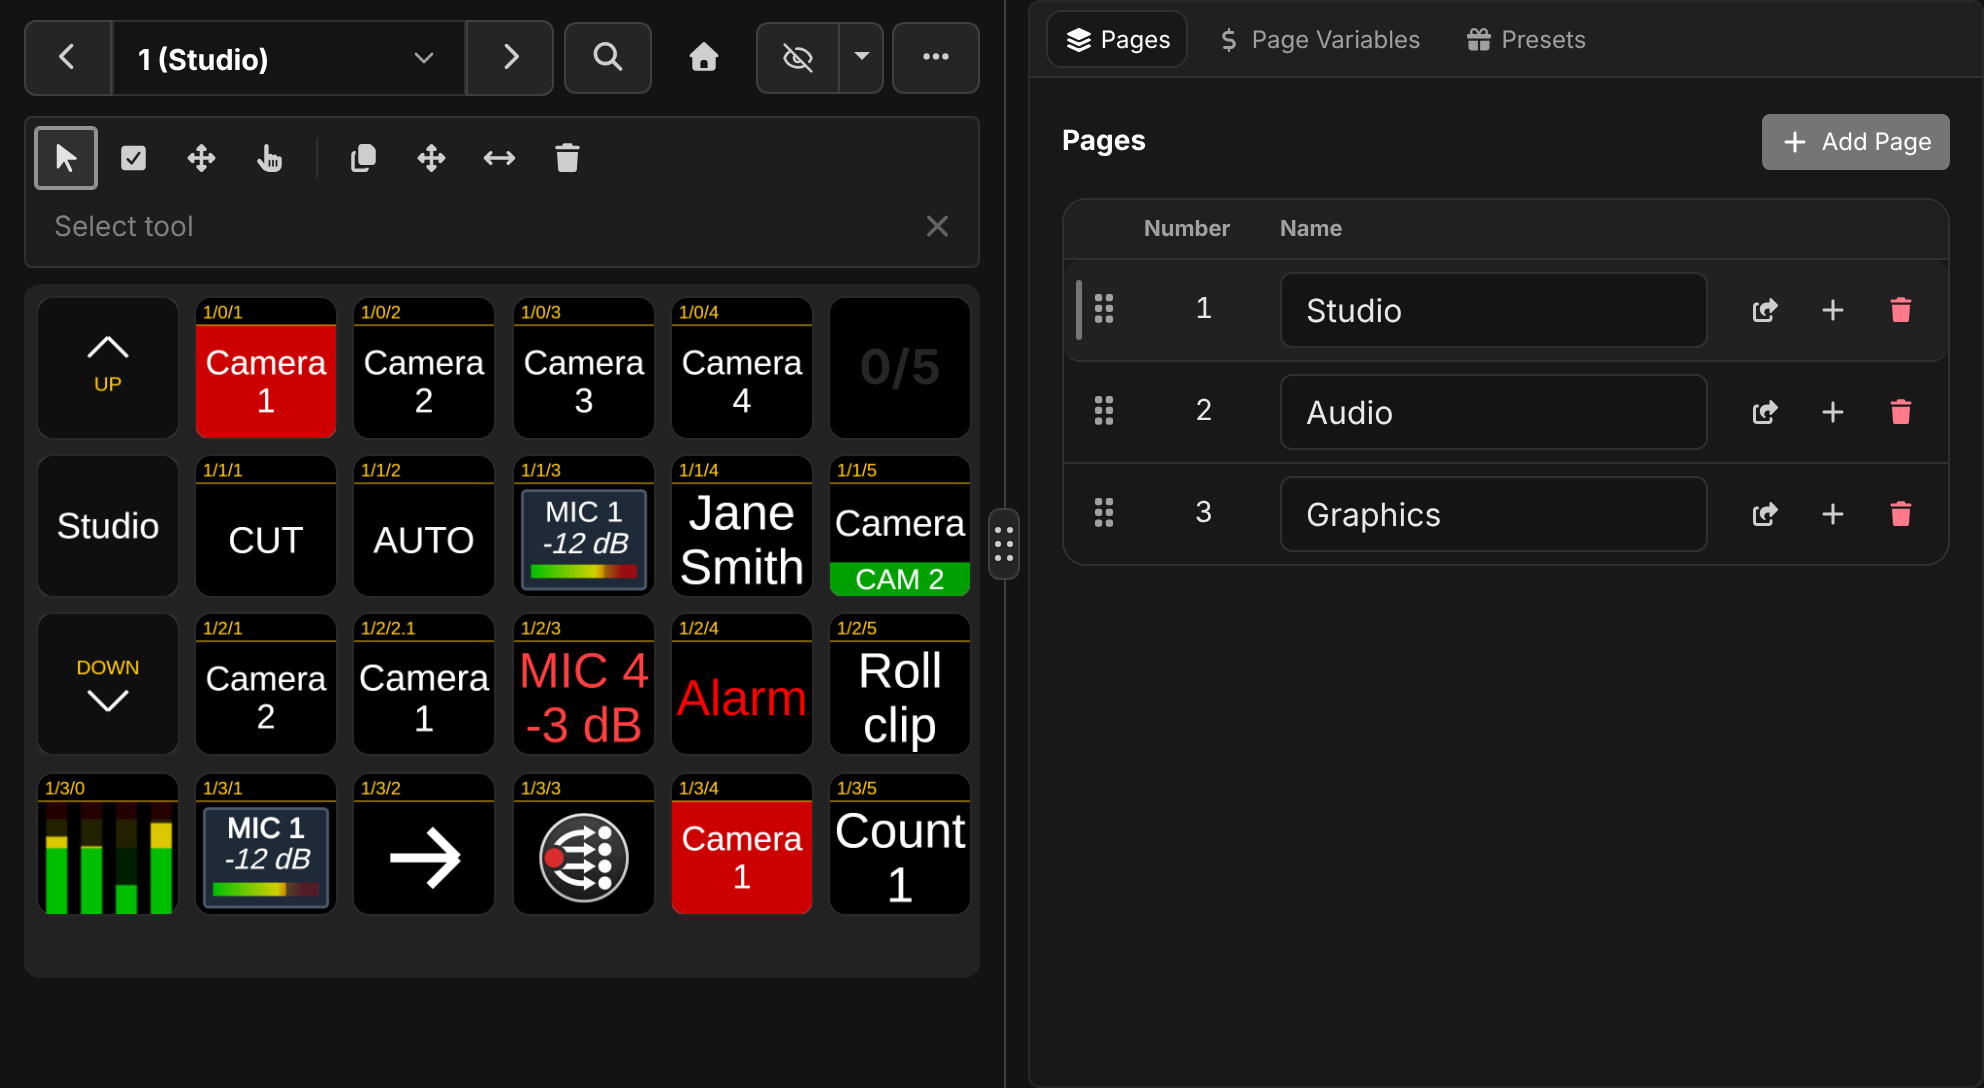 1 (Studio)
Select tool
UP
1/0/1
Camera
1
1/0/2
Camera
2
1/0/3
Camera
3
1/0/4
Camera
4
0/5
Studio
1/1/1
CUT
1/1/2
AUTO
1/1/3
MIC 1
-12 dB
1/1/4
Jane
Smith
1/1/5
Camera
CAM 2
DOWN
1/2/1
Camera
2
1/2/2.1
Camera
1
1/2/3
MIC 4
-3 dB
1/2/4
Alarm
1/2/5
Roll
clip
1/3/0
1/3/1
MIC 1
-12 dB
1/3/2
1/3/3
1/3/4
Camera
1
1/3/5
Count
1
Pages
Page Variables
Presets
Pages
Add Page
Number Name
1 Studio
2 Audio
3 Graphics